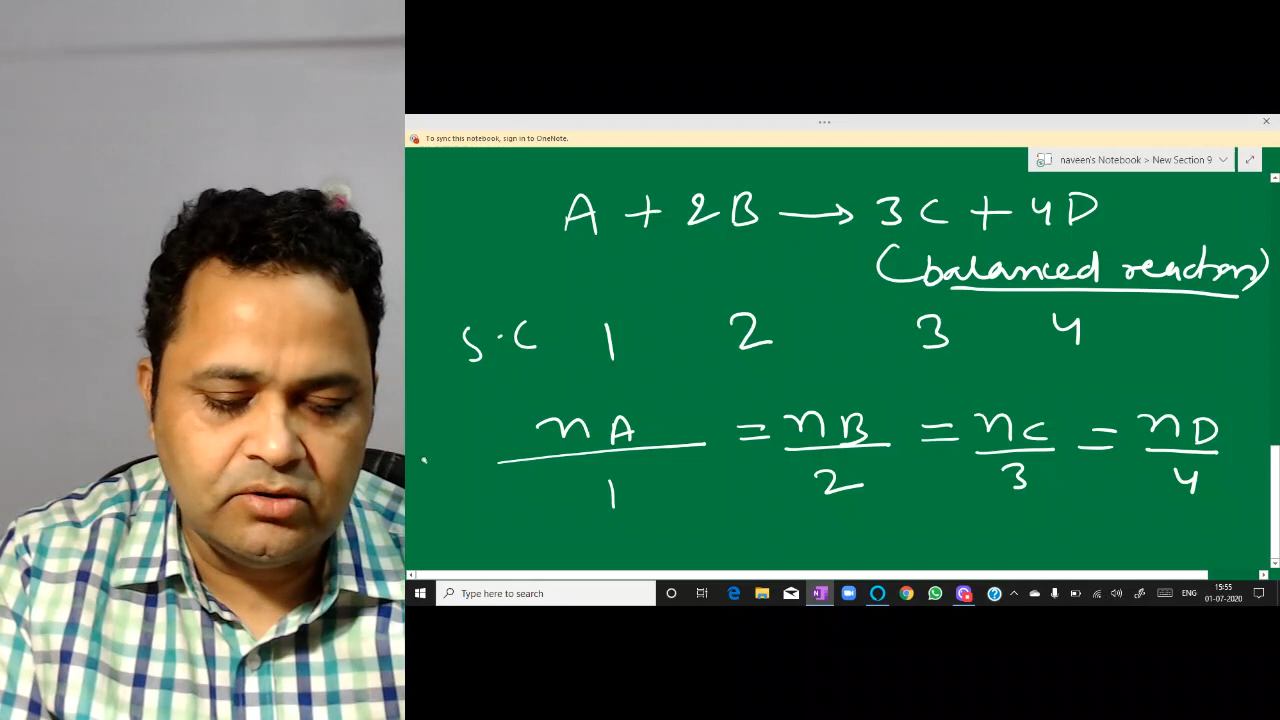 To sync this notebook, sign in to OneNote.
naveen's Notebook > New Section 9
A + 2B → 3C + 4D
(balanced reaction)
S.C 1 2 3 4
nA/1 = nB/2 = nC/3 = nD/4
Type here to search
ENG
15:55
01-07-2020